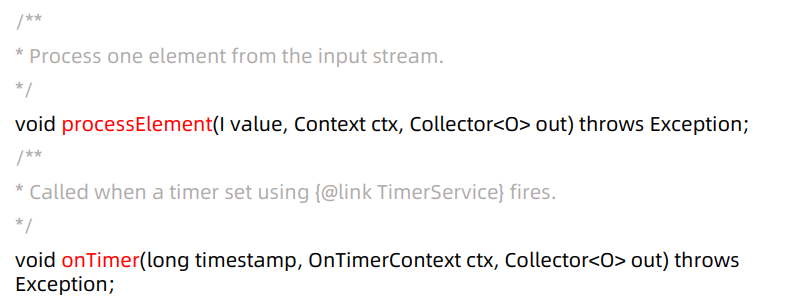 /**
* Process one element from the input stream.
*/
void processElement(I value, Context ctx, Collector<O> out) throws Exception;
/**
* Called when a timer set using {@link TimerService} fires.
*/
void onTimer(long timestamp, OnTimerContext ctx, Collector<O> out) throws
Exception;